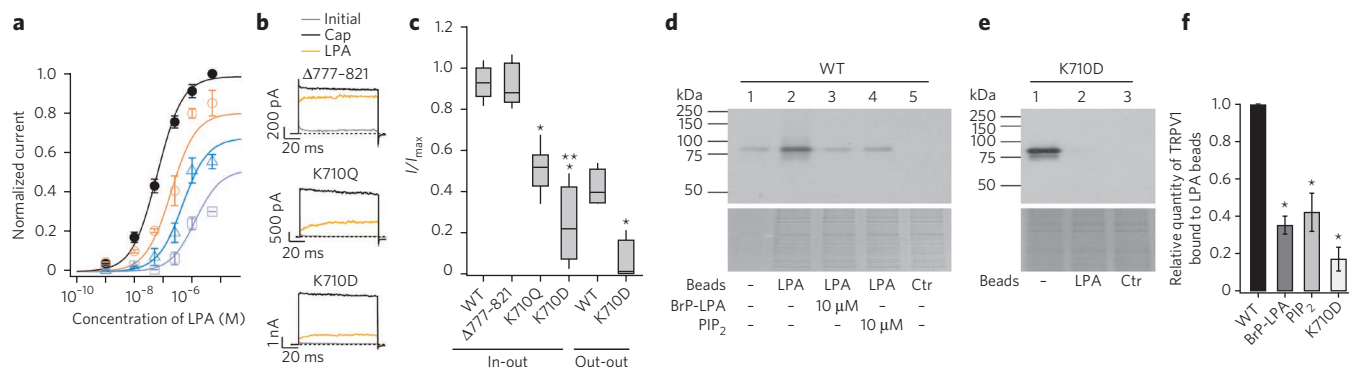 a
Normalized current
1.0
0.8
0.6
0.4
0.2
0
10⁻¹⁰ 10⁻⁸ 10⁻⁶
Concentration of LPA (M)
b
Initial
Cap
LPA
Δ777–821
200 pA
20 ms
K710Q
500 pA
20 ms
K710D
1 nA
20 ms
c
I/Imax
1.2
1.0
0.8
0.6
0.4
0.2
0
*
**
*
*
WT
Δ777–821
K710Q
K710D
WT
K710D
In-out Out-out
d
WT
kDa 1 2 3 4 5
250
150
100
75
50
Beads – LPA LPA LPA Ctr
BrP-LPA – – 10 μM – –
PIP₂ – – – 10 μM –
e
K710D
kDa 1 2 3
250
150
100
75
50
Beads – LPA Ctr
f
Relative quantity of TRPV1
bound to LPA beads
1.0
0.8
0.6
0.4
0.2
0
*
*
*
WT
BrP-LPA
PIP₂
K710D